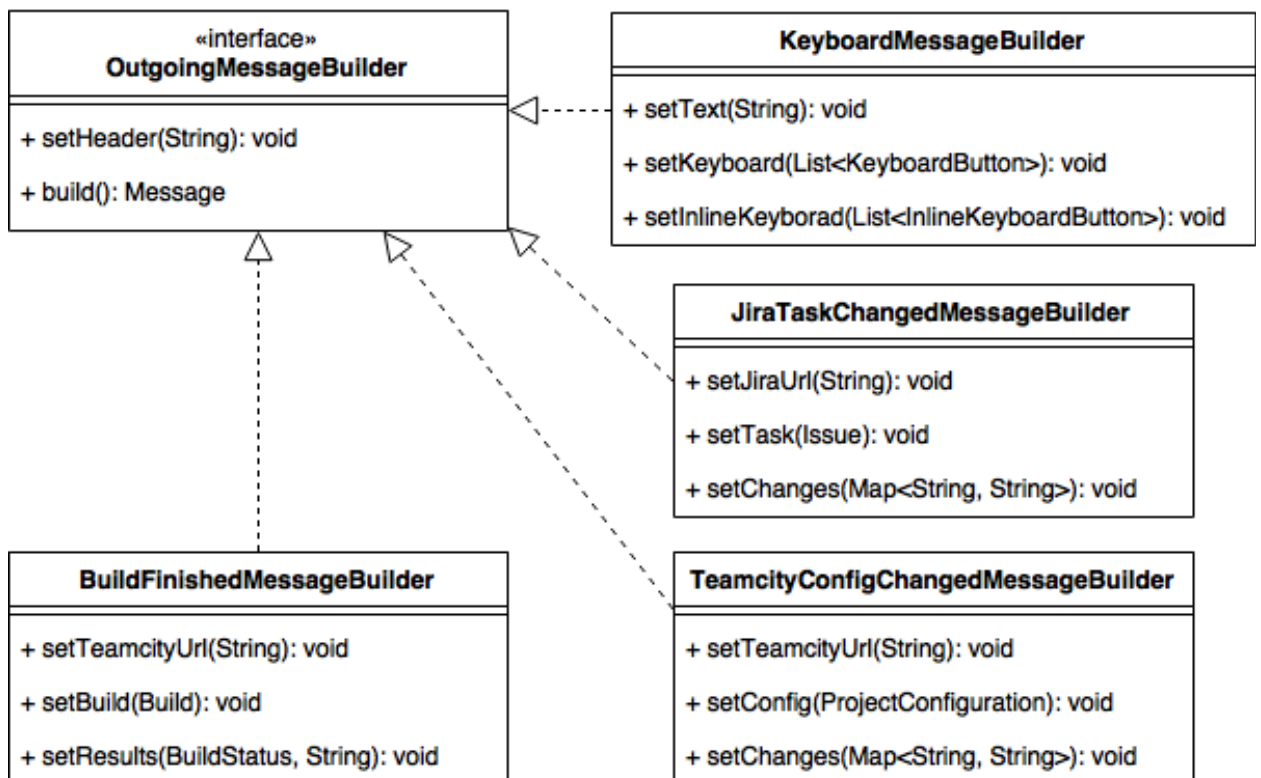 «interface»
OutgoingMessageBuilder
+ setHeader(String): void
+ build(): Message
KeyboardMessageBuilder
+ setText(String): void
+ setKeyboard(List<KeyboardButton>): void
+ setInlineKeyborad(List<InlineKeyboardButton>): void
JiraTaskChangedMessageBuilder
+ setJiraUrl(String): void
+ setTask(Issue): void
+ setChanges(Map<String, String>): void
BuildFinishedMessageBuilder
+ setTeamcityUrl(String): void
+ setBuild(Build): void
+ setResults(BuildStatus, String): void
TeamcityConfigChangedMessageBuilder
+ setTeamcityUrl(String): void
+ setConfig(ProjectConfiguration): void
+ setChanges(Map<String, String>): void